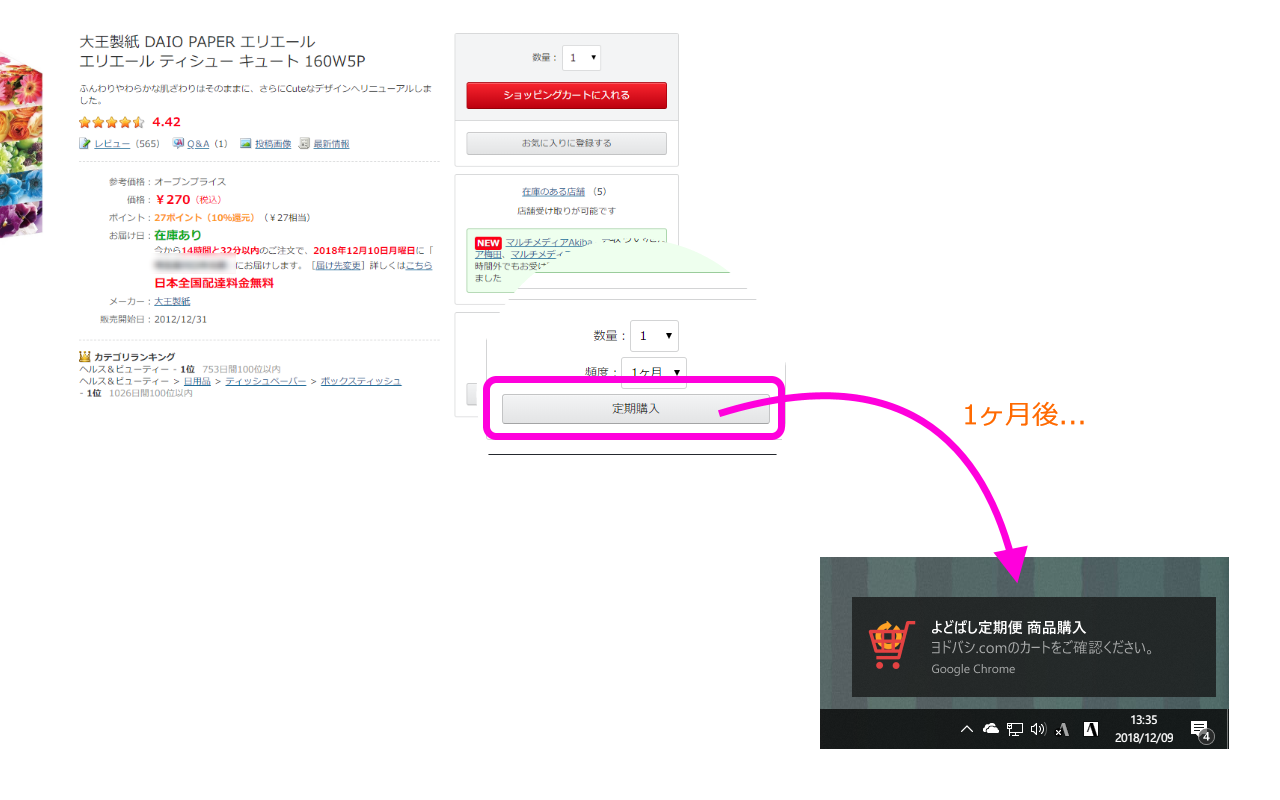 大王製紙 DAIO PAPER エリエール
エリエール ティシュー キュート 160W5P
ふんわりやわらかな肌ざわりはそのままに、さらにCuteなデザインへリニューアルしま
した。
4.42
レビュー（565） Q&A（1） 投稿画像 最新情報
参考価格：オープンプライス
価格：￥270（税込）
ポイント：27ポイント（10%還元）（￥27相当）
お届け日：在庫あり
今から14時間と32分以内のご注文で、2018年12月10日月曜日に「
にお届けします。［届け先変更］詳しくはこちら
日本全国配達料金無料
メーカー：大王製紙
販売開始日：2012/12/31
カテゴリランキング
ヘルス＆ビューティー - 1位 753日間100位以内
ヘルス＆ビューティー > 日用品 > ティッシュペーパー > ボックスティッシュ
- 1位 1026日間100位以内
数量： 1
ショッピングカートに入れる
お気に入りに登録する
在庫のある店舗 （5）
店舗受け取りが可能です
NEW マルチメディアAkiba
ア梅田、マルチメディ
時間外でもお受け
ました
数量： 1
頻度： 1ヶ月
定期購入
1ヶ月後...
よどばし定期便 商品購入
ヨドバシ.comのカートをご確認ください。
Google Chrome
13:35
2018/12/09
4